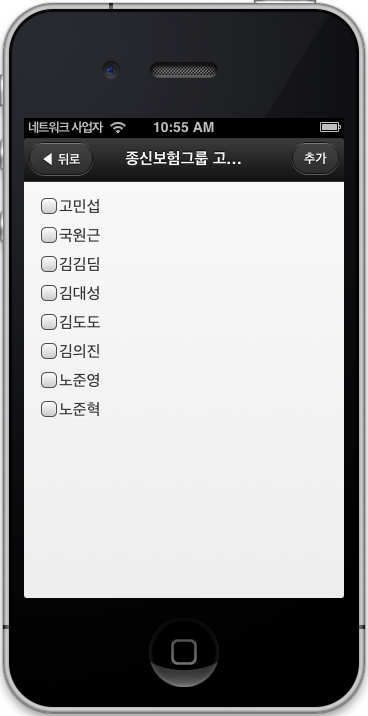 네트워크 사업자 10:55 AM
뒤로 종신보험그룹 고... 추가
고민섭
국원근
김김딤
김대성
김도도
김의진
노준영
노준혁